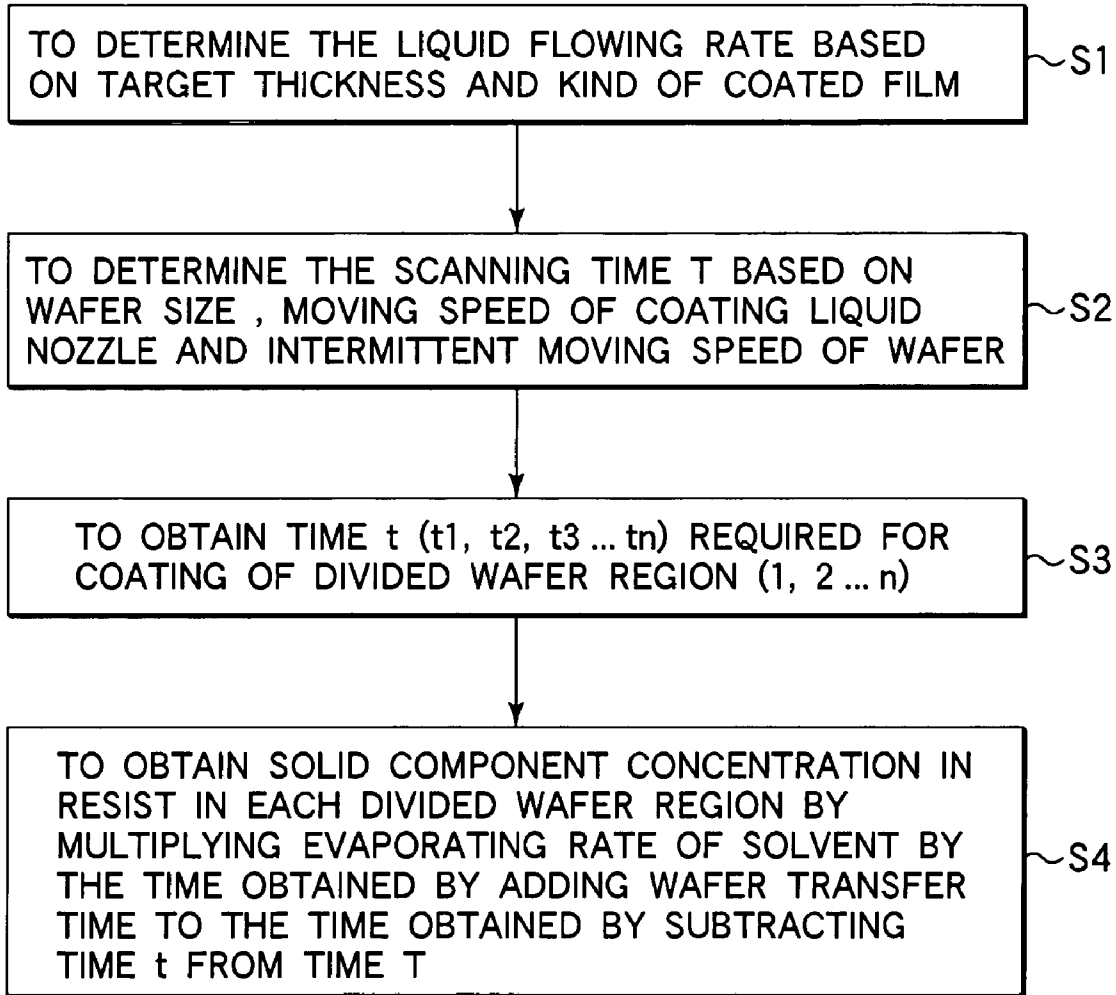 TO DETERMINE THE LIQUID FLOWING RATE BASED
ON TARGET THICKNESS AND KIND OF COATED FILM
~S1
TO DETERMINE THE SCANNING TIME T BASED ON
WAFER SIZE , MOVING SPEED OF COATING LIQUID
NOZZLE AND INTERMITTENT MOVING SPEED OF WAFER
~S2
TO OBTAIN TIME t (t1, t2, t3 ... tn) REQUIRED FOR
COATING OF DIVIDED WAFER REGION (1, 2 ... n)
~S3
TO OBTAIN SOLID COMPONENT CONCENTRATION IN
RESIST IN EACH DIVIDED WAFER REGION BY
MULTIPLYING EVAPORATING RATE OF SOLVENT BY
THE TIME OBTAINED BY ADDING WAFER TRANSFER
TIME TO THE TIME OBTAINED BY SUBTRACTING
TIME t FROM TIME T
~S4